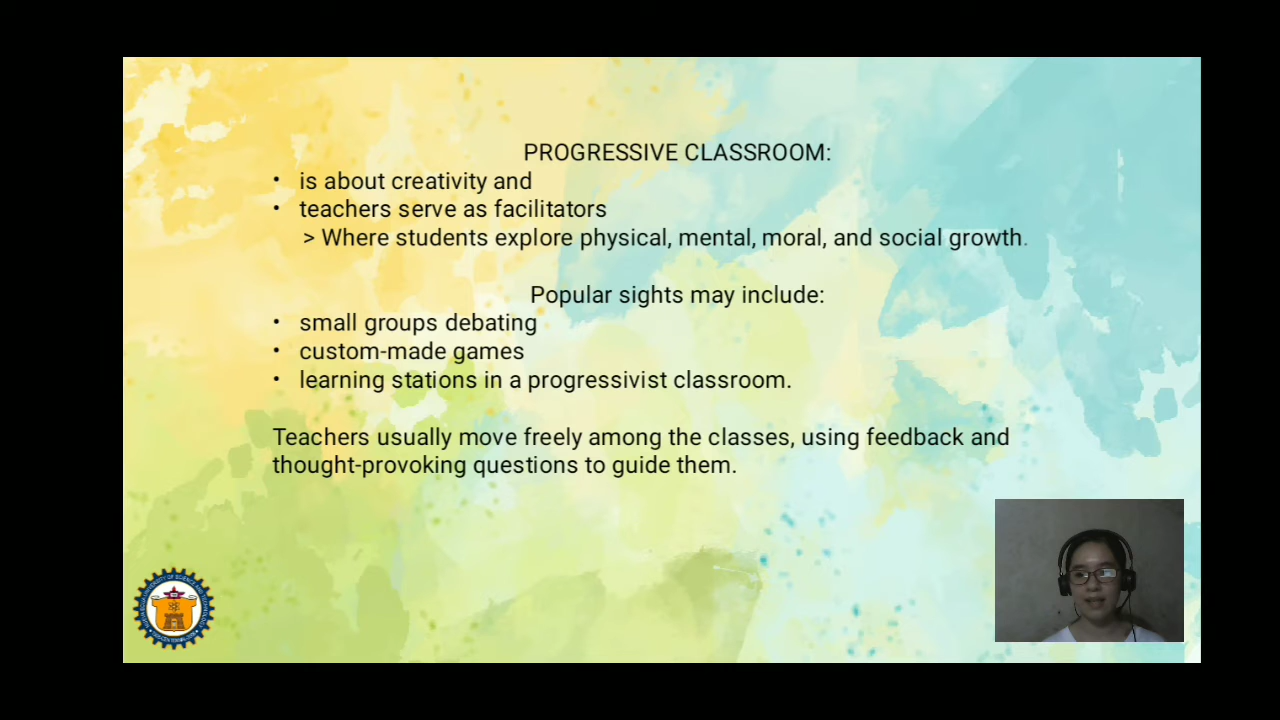 PROGRESSIVE CLASSROOM:
• is about creativity and
• teachers serve as facilitators
> Where students explore physical, mental, moral, and social growth.
Popular sights may include:
• small groups debating
• custom-made games
• learning stations in a progressivist classroom.
Teachers usually move freely among the classes, using feedback and
thought-provoking questions to guide them.